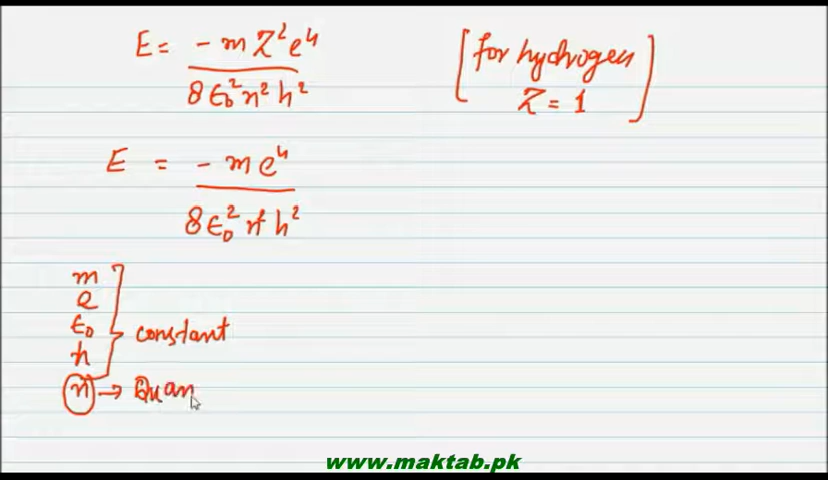 E = -mZ²e⁴ / 8ε₀²n²h²
[for hydrogen
Z = 1]
E = -me⁴ / 8ε₀²n²h²
m
e
ε₀
h
} constant
n → Quan
www.maktab.pk